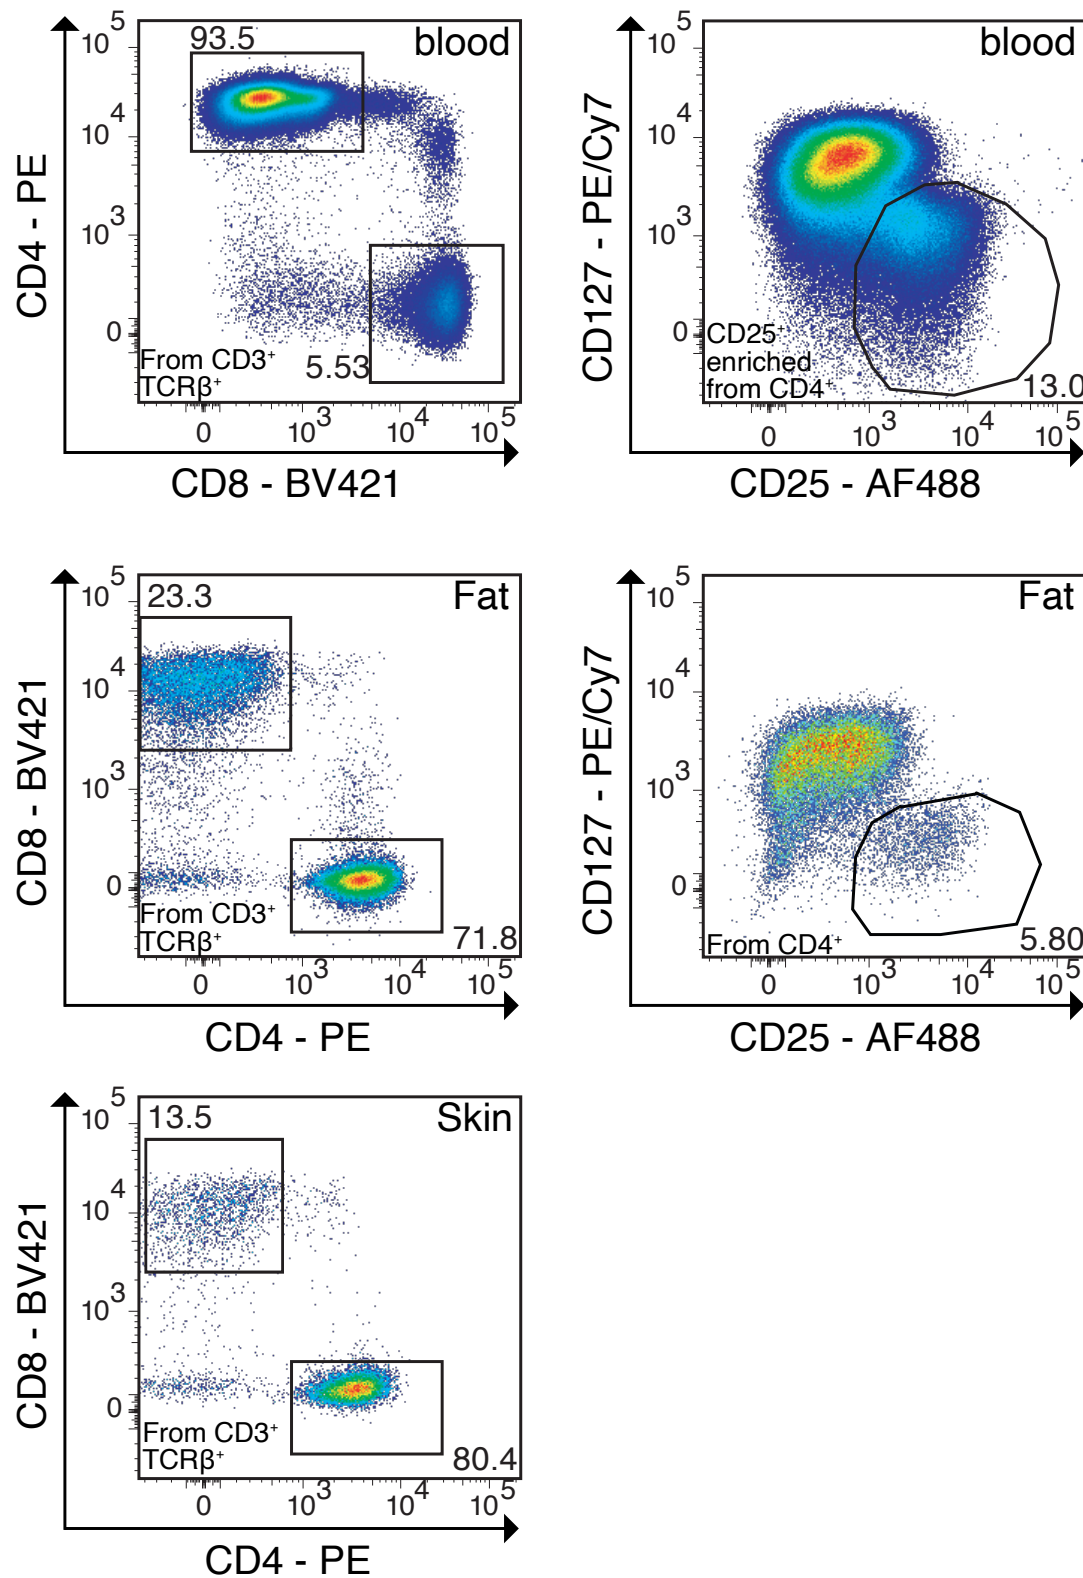 93.5
blood
10^5
10^4
10^3
0
CD4 - PE
From CD3⁺
TCRβ⁺
5.53
0
10^3
10^4
10^5
CD8 - BV421
blood
10^5
10^4
10^3
0
CD127 - PE/Cy7
CD25⁺
enriched
from CD4⁺
13.0
0
10^3
10^4
10^5
CD25 - AF488
23.3
Fat
10^5
10^4
10^3
0
CD8 - BV421
From CD3⁺
TCRβ⁺
71.8
0
10^3
10^4
10^5
CD4 - PE
Fat
10^5
10^4
10^3
0
CD127 - PE/Cy7
From CD4⁺
5.80
0
10^3
10^4
10^5
CD25 - AF488
13.5
Skin
10^5
10^4
10^3
0
CD8 - BV421
From CD3⁺
TCRβ⁺
80.4
0
10^3
10^4
10^5
CD4 - PE